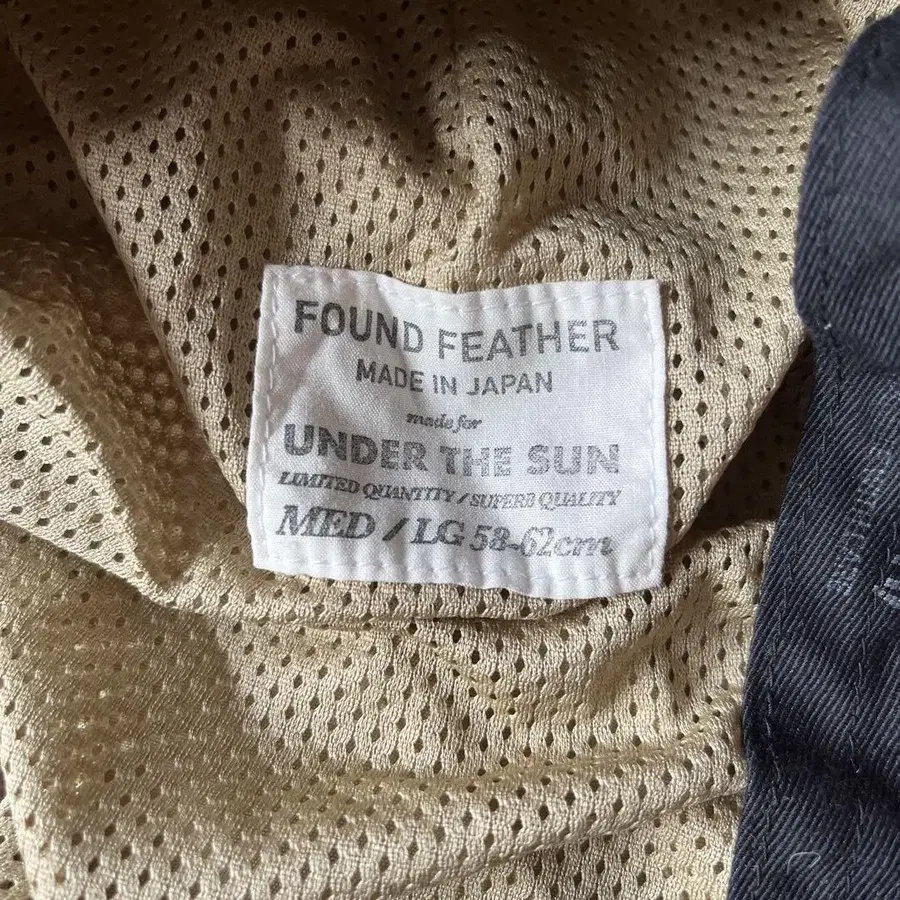 FOUND FEATHER
MADE IN JAPAN
made for
UNDER THE SUN
LIMITED QUANTITY / SUPERB QUALITY
MED / LG 58-62cm